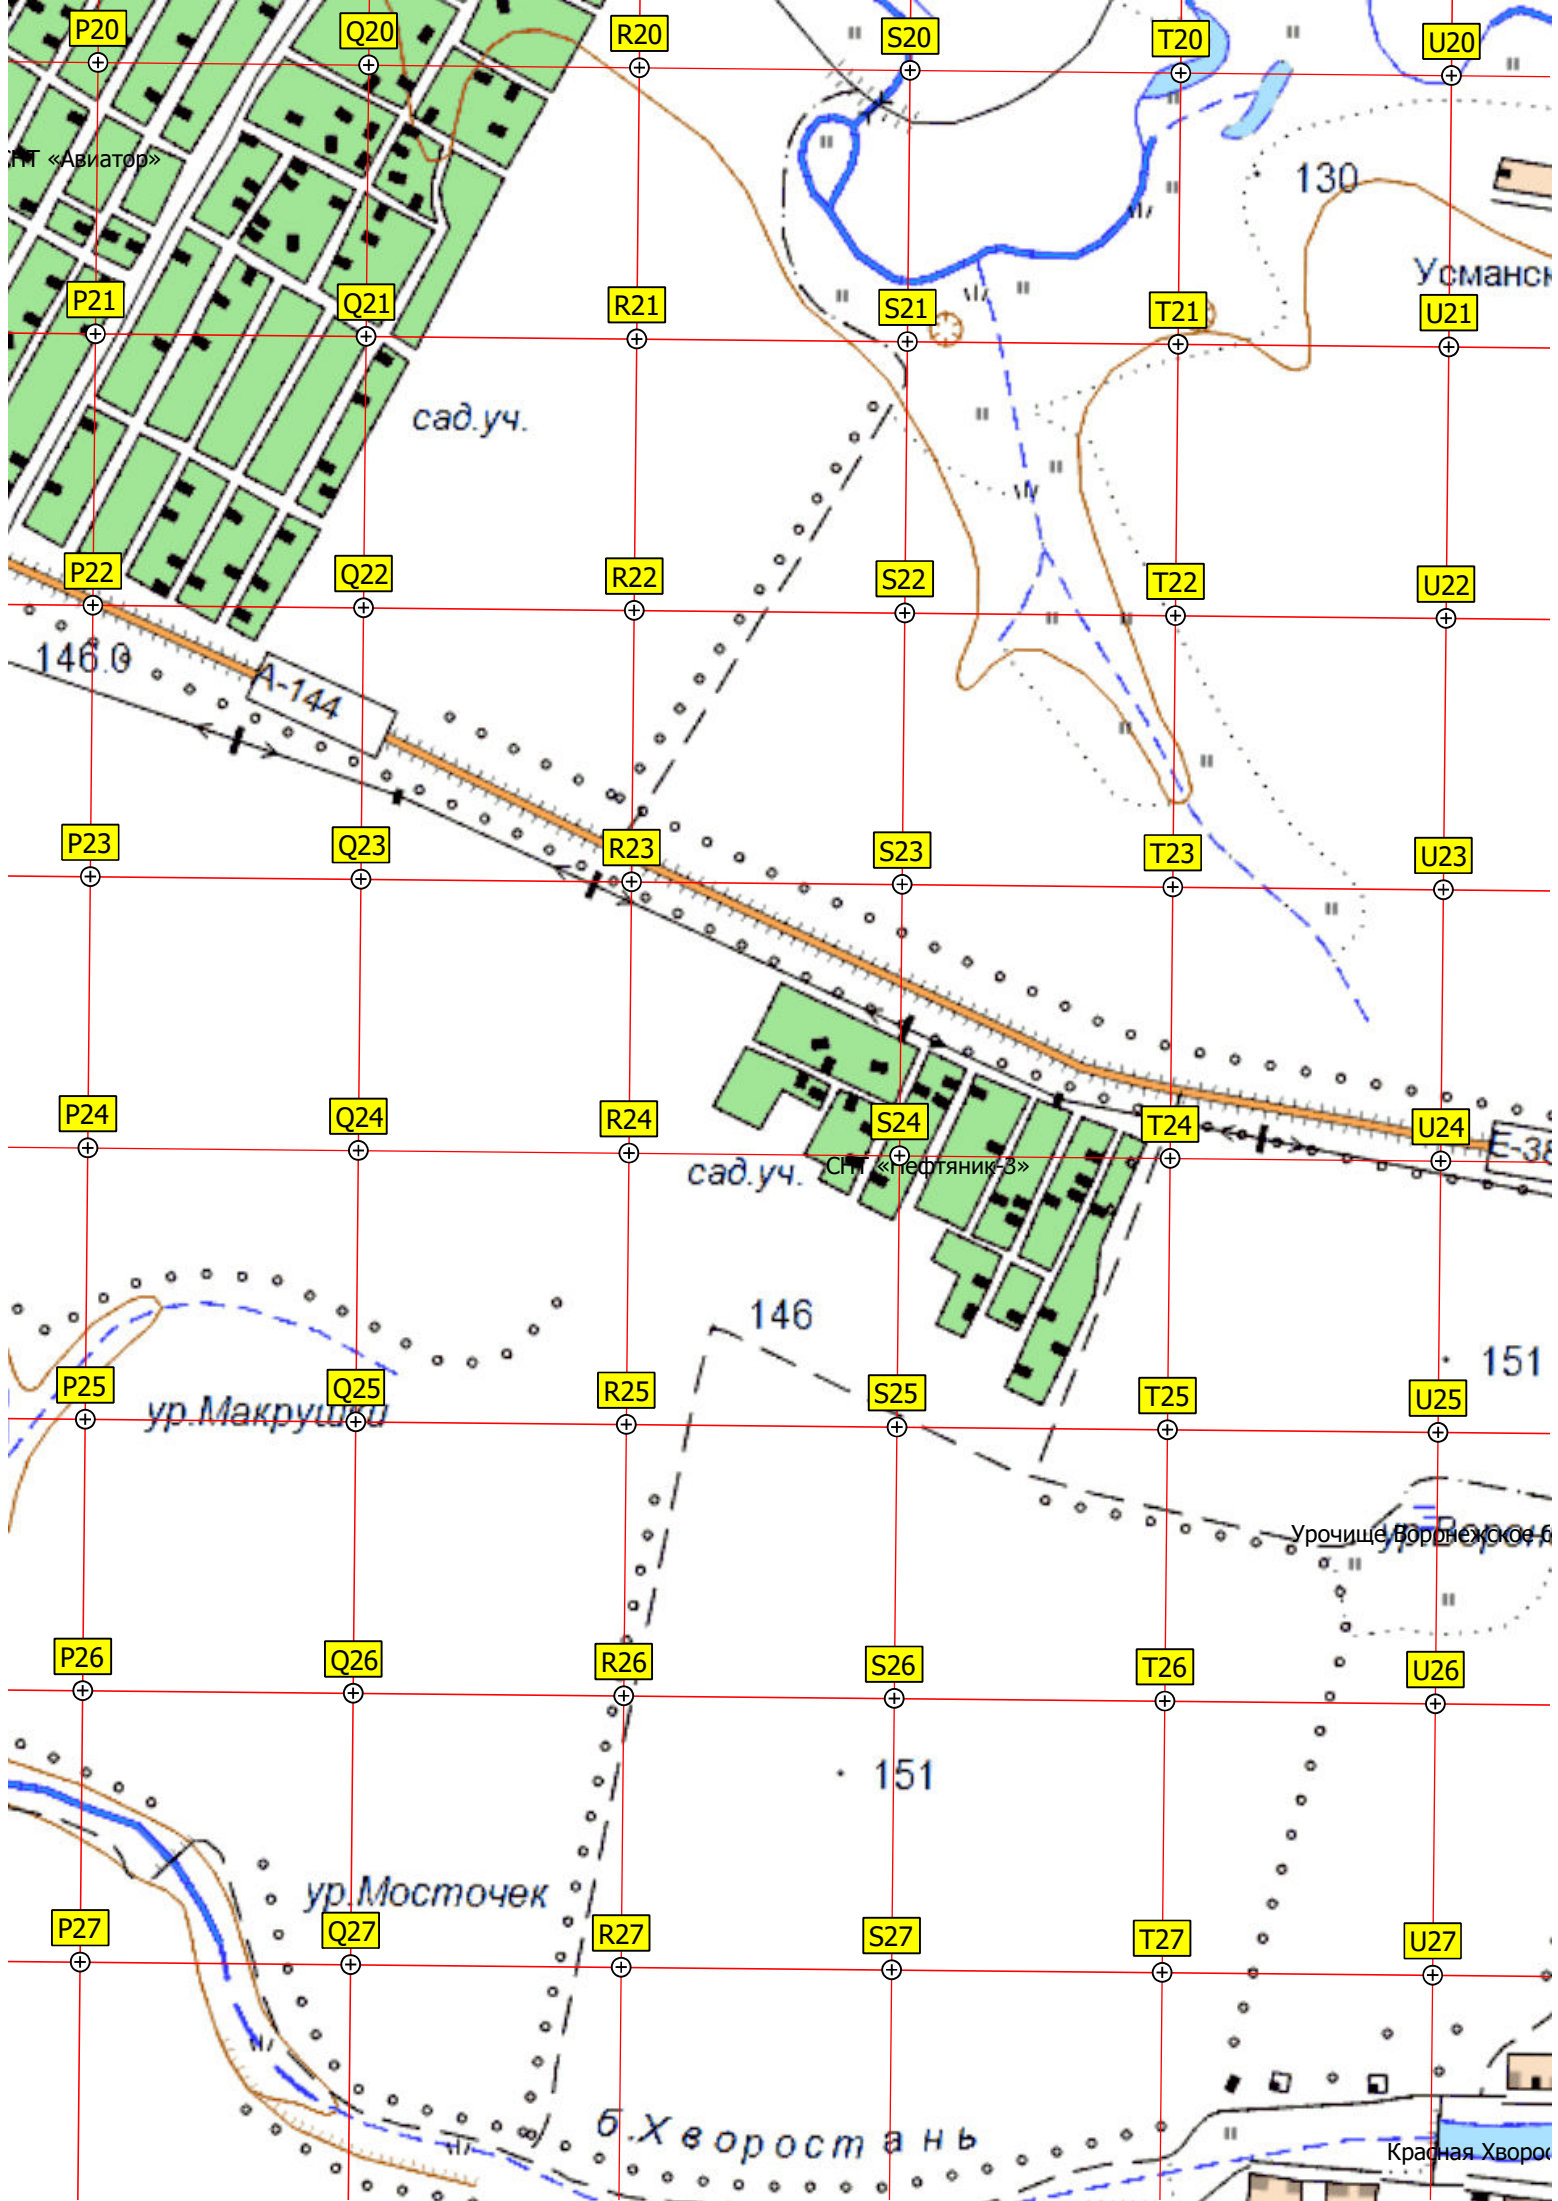 P20 Q20 R20 S20 T20 U20
СНТ «Авиатор»
130
Усманск
P21 Q21 R21 S21 T21 U21
сад.уч.
P22 Q22 R22 S22 T22 U22
146.0
А-144
P23 Q23 R23 S23 T23 U23
P24 Q24 R24 S24 T24 U24
Е-38
сад.уч.
СНТ «Нефтяник-3»
146
151
P25 Q25 R25 S25 T25 U25
ур.Макрушки
Урочище Воронежское б
ур.Ворон
P26 Q26 R26 S26 T26 U26
151
ур.Мосточек
P27 Q27 R27 S27 T27 U27
б.Хворостань
Красная Хворос